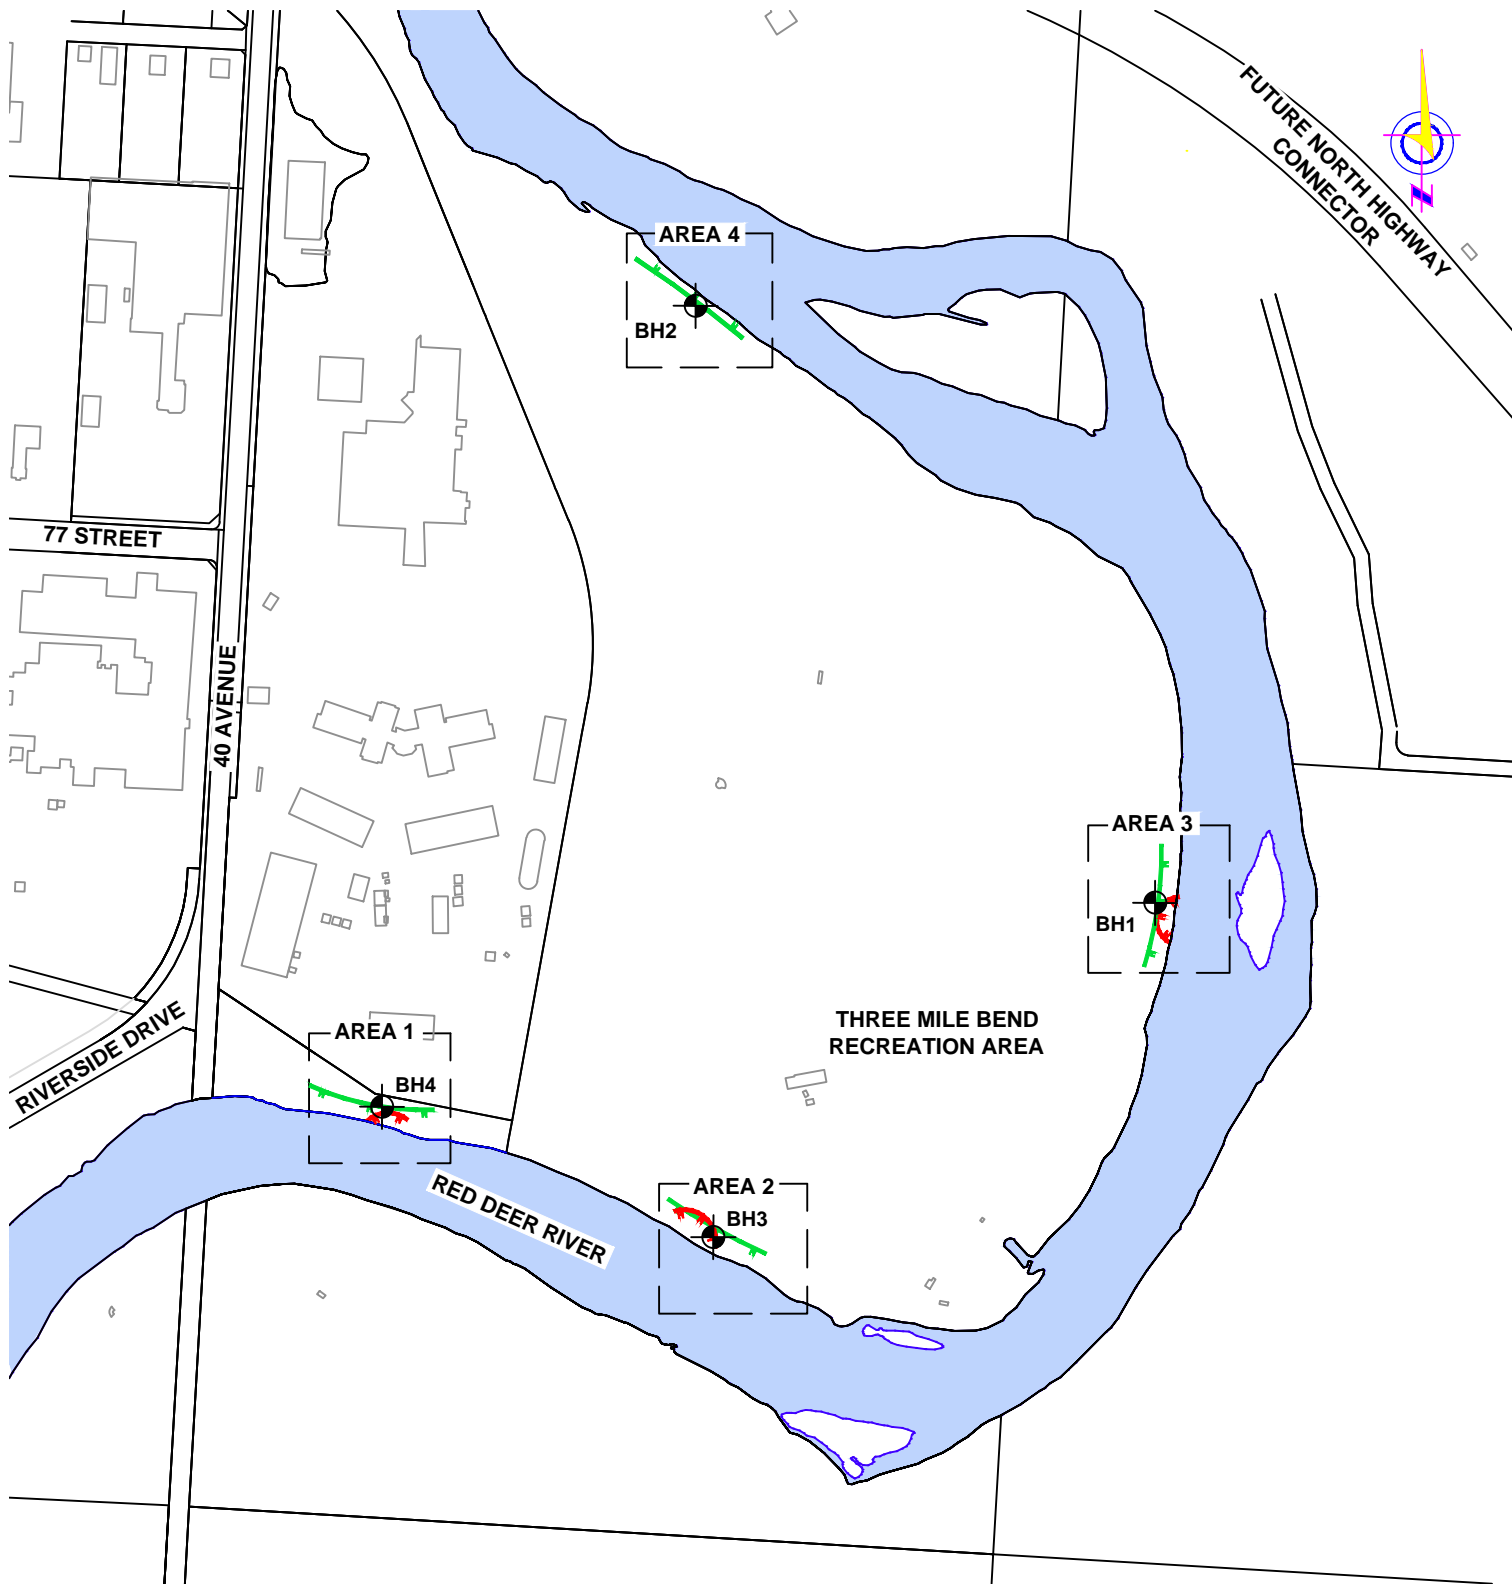 FUTURE NORTH HIGHWAY
CONNECTOR
N
AREA 4
BH2
77 STREET
40 AVENUE
AREA 3
BH1
THREE MILE BEND
RECREATION AREA
RIVERSIDE DRIVE
AREA 1
BH4
RED DEER RIVER
AREA 2
BH3